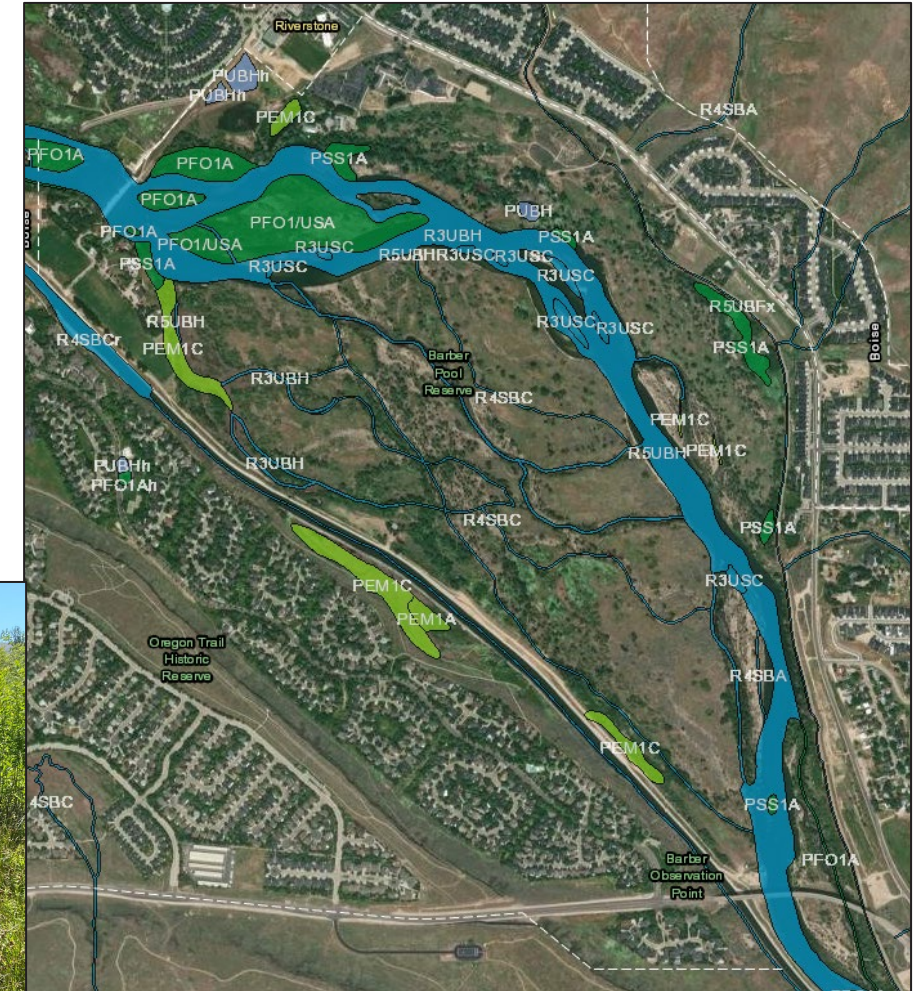 Riverstone
PUBHh
PUBHh
PEM1C
R4SBA
PFO1A
PFO1A
PSS1A
PFO1A
PUBH
PFO1A
PFO1/USA
R3UBH
PSS1A
PFO1/USA
R3USC
R5UBH
R3USC
R3USC
PSS1A
R3USC
R3USC
R5UBH
R3USC
R3USC
R5UBFx
R4SBCr
PEM1C
PSS1A
Boise
Barber
Pool
Reserve
R3UBH
R4SBC
PEM1C
R5UBH
PEM1C
PUBHh
PFO1Ah
R3UBH
R4SBC
PSS1A
PEM1C
R3USC
PEM1A
Oregon Trail
Historic
Reserve
R4SBA
PEM1C
4SBC
PSS1A
Barber
Observation
Point
PFO1A